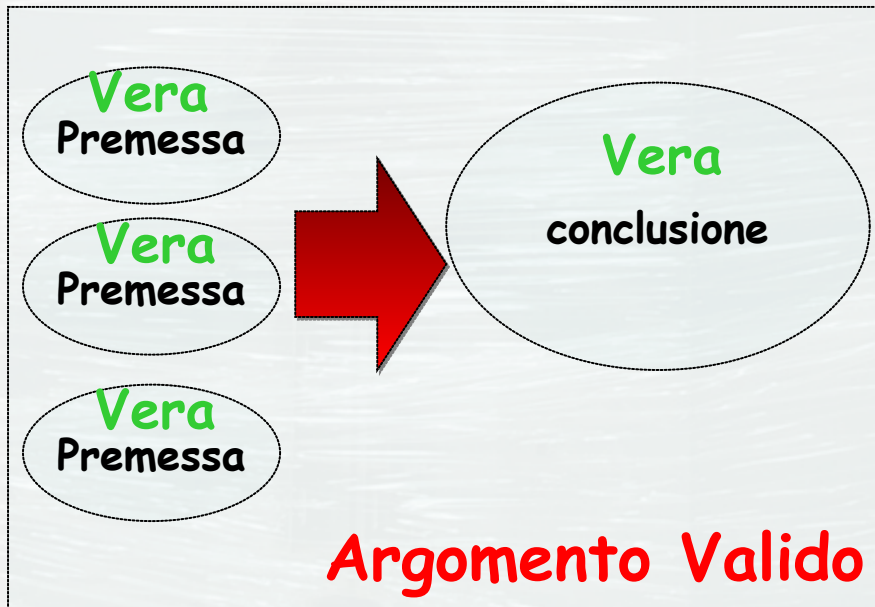 Vera
Premessa
Vera
Premessa
Vera
Premessa
Vera
conclusione
Argomento Valido